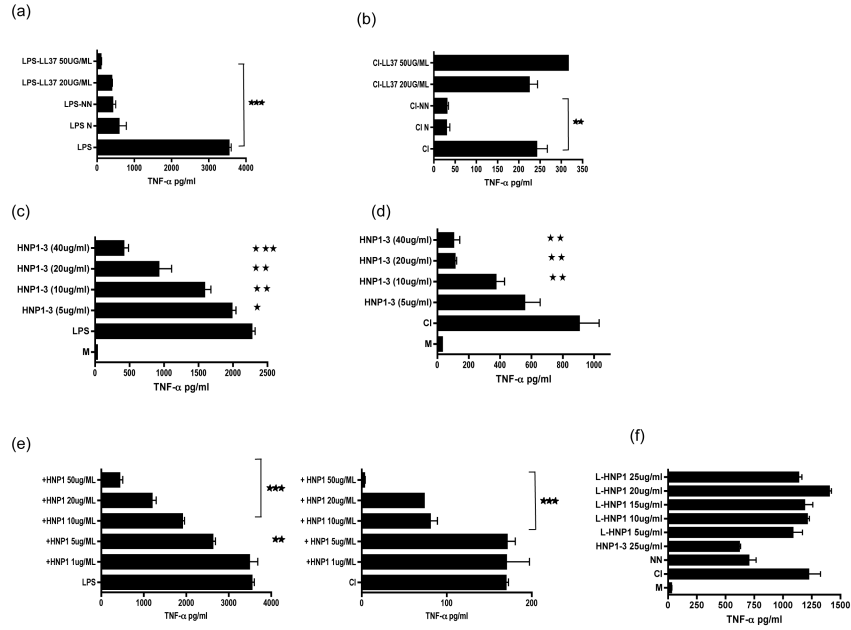 (a)
LPS-LL37 50UG/ML
LPS-LL37 20UG/ML
LPS-NN
LPS N
LPS
★★★
0 1000 2000 3000 4000
TNF-α pg/ml
(b)
CI-LL37 50UG/ML
CI-LL37 20UG/ML
CI-NN
CI N
CI
★★
0 50 100 150 200 250 300 350
TNF-α pg/ml
(c)
HNP1-3 (40ug/ml) ★★★
HNP1-3 (20ug/ml) ★★
HNP1-3 (10ug/ml) ★★
HNP1-3 (5ug/ml) ★
LPS
M
0 500 1000 1500 2000 2500
TNF-α pg/ml
(d)
HNP1-3 (40ug/ml) ★★
HNP1-3 (20ug/ml) ★★
HNP1-3 (10ug/ml) ★★
HNP1-3 (5ug/ml)
CI
M
0 200 400 600 800 1000
TNF-α pg/ml
(e)
+HNP1 50ug/ML
+HNP1 20ug/ML
+HNP1 10ug/ML
+HNP1 5ug/ML
+HNP1 1ug/ML
LPS
★★★
★★
0 1000 2000 3000 4000
TNF-α pg/ml
+ HNP1 50ug/ML
+ HNP1 20ug/ML
+ HNP1 10ug/ML
+ HNP1 5ug/ML
+HNP1 1ug/ML
CI
★★★
0 100 200
TNF-α pg/ml
(f)
L-HNP1 25ug/ml
L-HNP1 20ug/ml
L-HNP1 15ug/ml
L-HNP1 10ug/ml
L-HNP1 5ug/ml
HNP1-3 25ug/ml
NN
CI
M
0 250 500 750 1000 1250 1500
TNF-α pg/ml